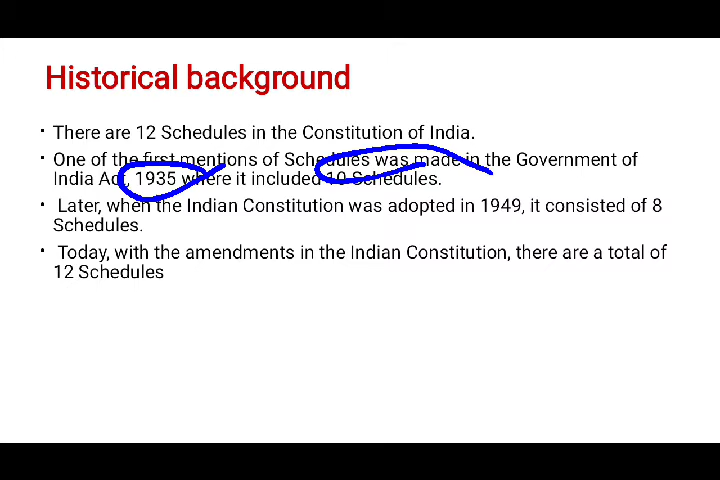 Historical background
• There are 12 Schedules in the Constitution of India.
• One of the first mentions of Schedules was made in the Government of
India Act, 1935 where it included 10 Schedules.
• Later, when the Indian Constitution was adopted in 1949, it consisted of 8
Schedules.
• Today, with the amendments in the Indian Constitution, there are a total of
12 Schedules